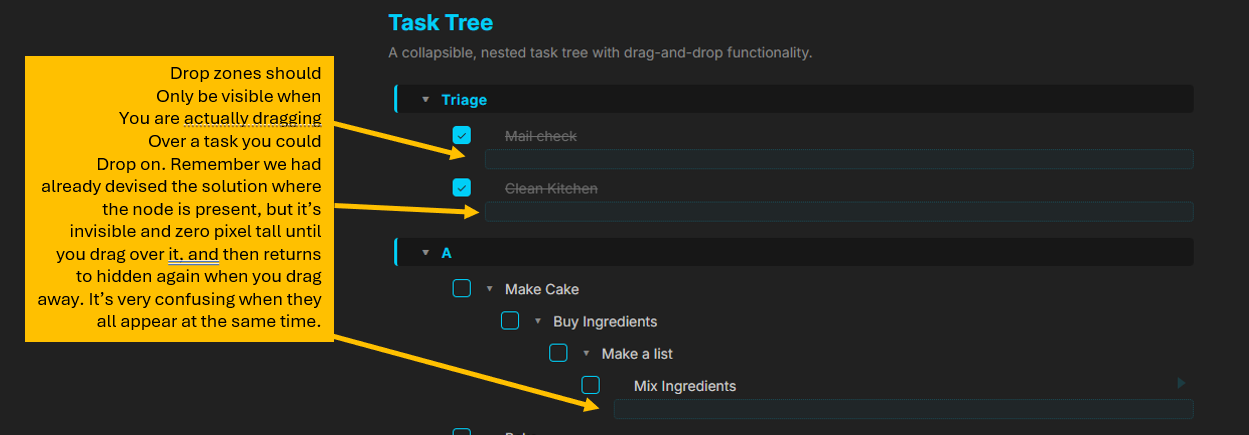 Task Tree
A collapsible, nested task tree with drag-and-drop functionality.
Drop zones should
Only be visible when
You are actually dragging
Over a task you could
Drop on. Remember we had
already devised the solution where
the node is present, but it's
invisible and zero pixel tall until
you drag over it, and then returns
to hidden again when you drag
away. It's very confusing when they
all appear at the same time.
Triage
Mail check
Clean Kitchen
A
Make Cake
Buy Ingredients
Make a list
Mix Ingredients